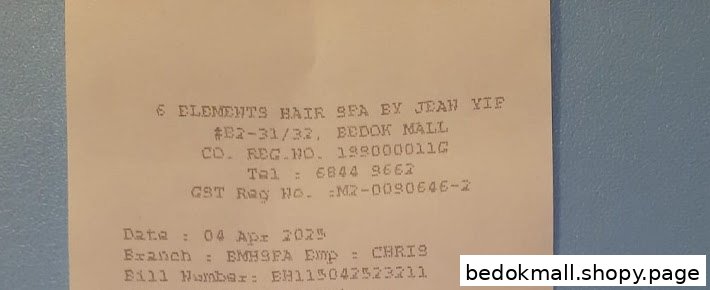 6 ELEMENTS HAIR SPA BY JEAN YIP
#B2-31/32, BEDOK MALL
CO. REG.NO. 199000011G
Tel : 6844 9662
GST Reg No. :M2-0090646-2
Date : 04 Apr 2025
Branch : BMHSPA Emp : CHRIS
Bill Number: BH115042523211
bedokmall.shopy.page